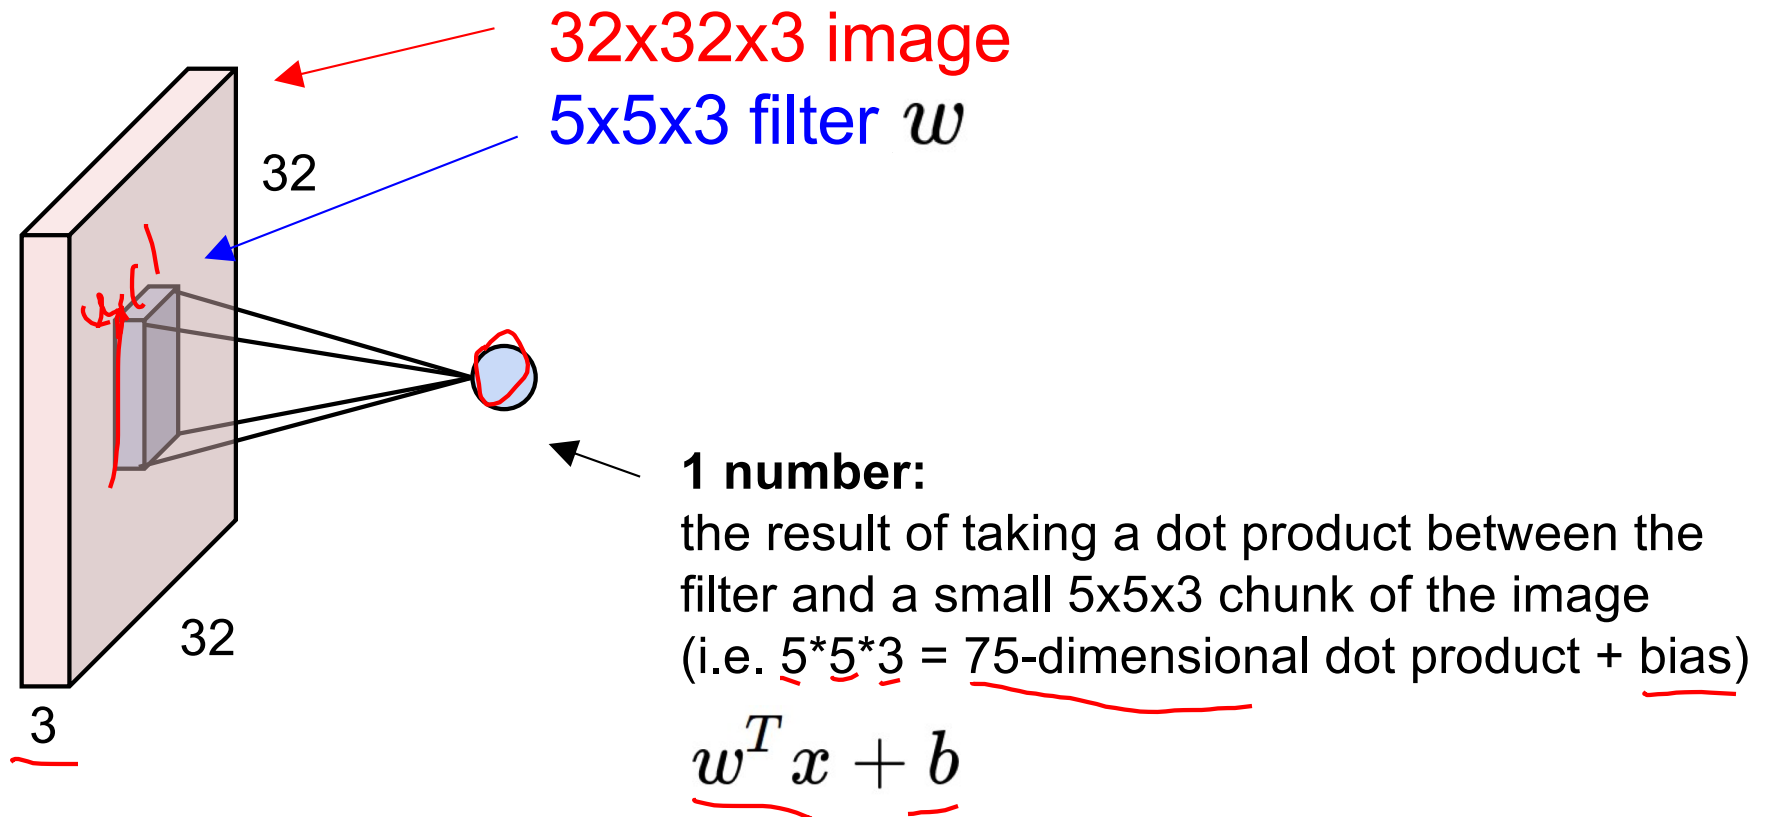 32x32x3 image
5x5x3 filter w
32
32
3
1 number:
the result of taking a dot product between the
filter and a small 5x5x3 chunk of the image
(i.e. 5*5*3 = 75-dimensional dot product + bias)
w^T x + b